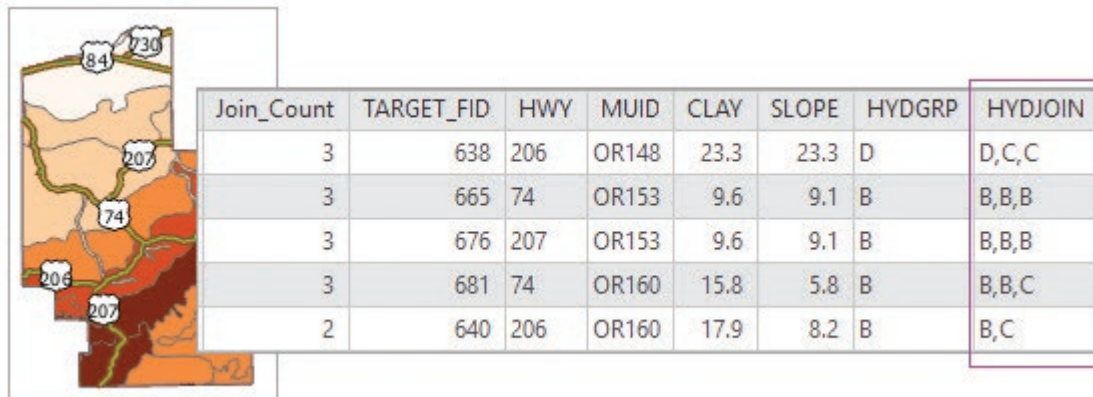 84
730
207
74
206
207
Join_Count TARGET_FID HWY MUID CLAY SLOPE HYDGRP HYDJOIN
3 638 206 OR148 23.3 23.3 D D,C,C
3 665 74 OR153 9.6 9.1 B B,B,B
3 676 207 OR153 9.6 9.1 B B,B,B
3 681 74 OR160 15.8 5.8 B B,B,C
2 640 206 OR160 17.9 8.2 B B,C